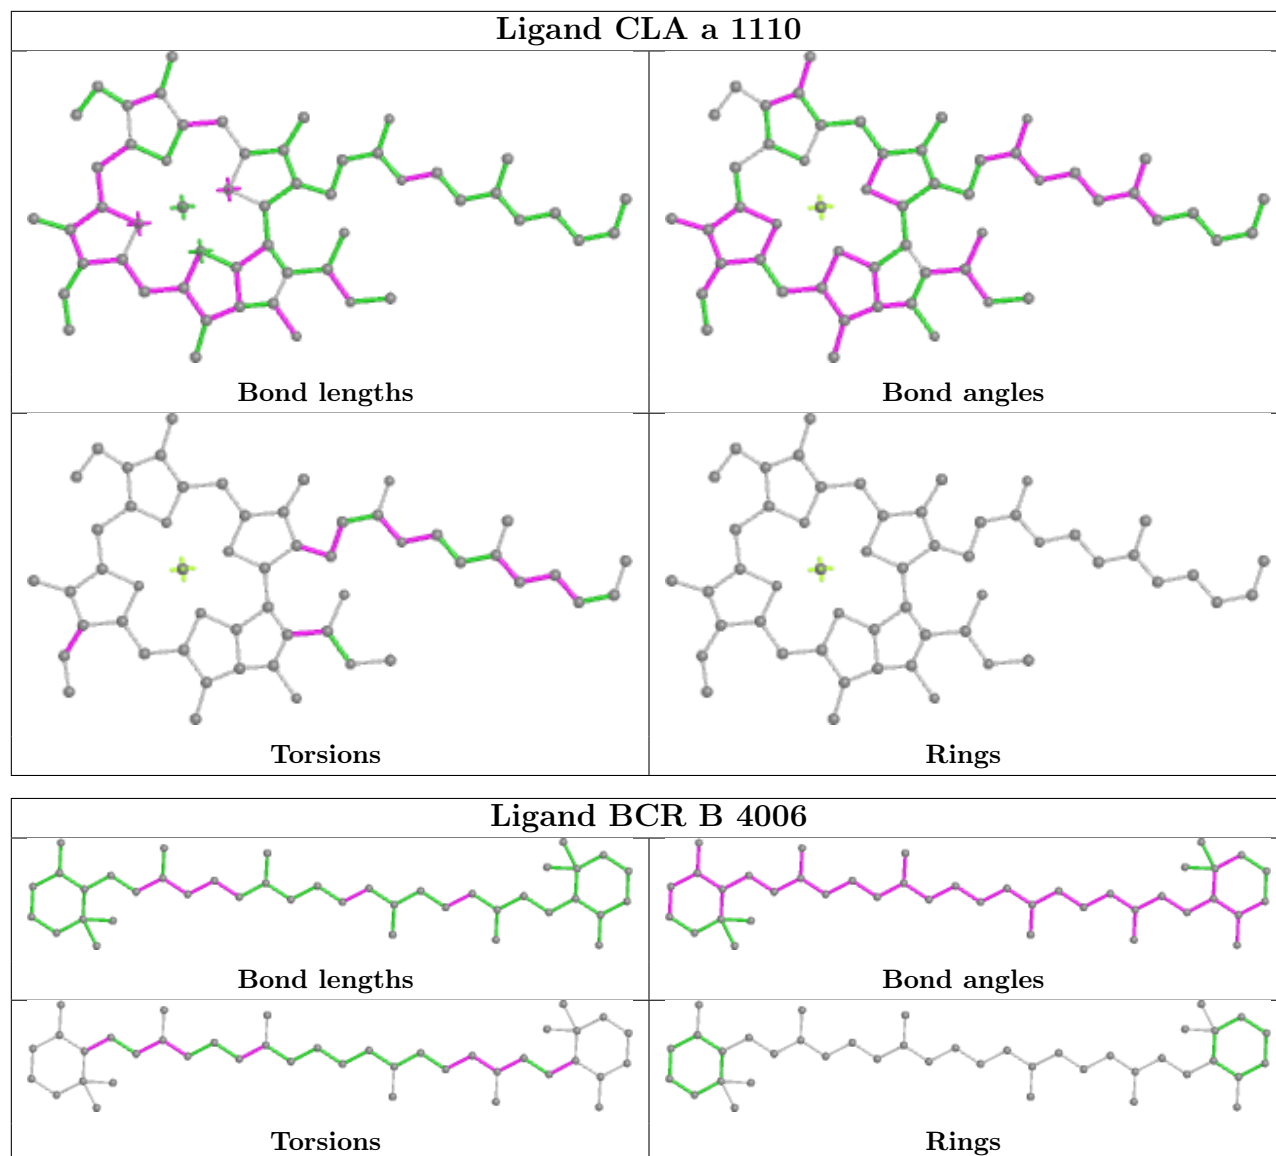 Ligand CLA a 1110
Bond lengths
Bond angles
Torsions
Rings
Ligand BCR B 4006
Bond lengths
Bond angles
Torsions
Rings